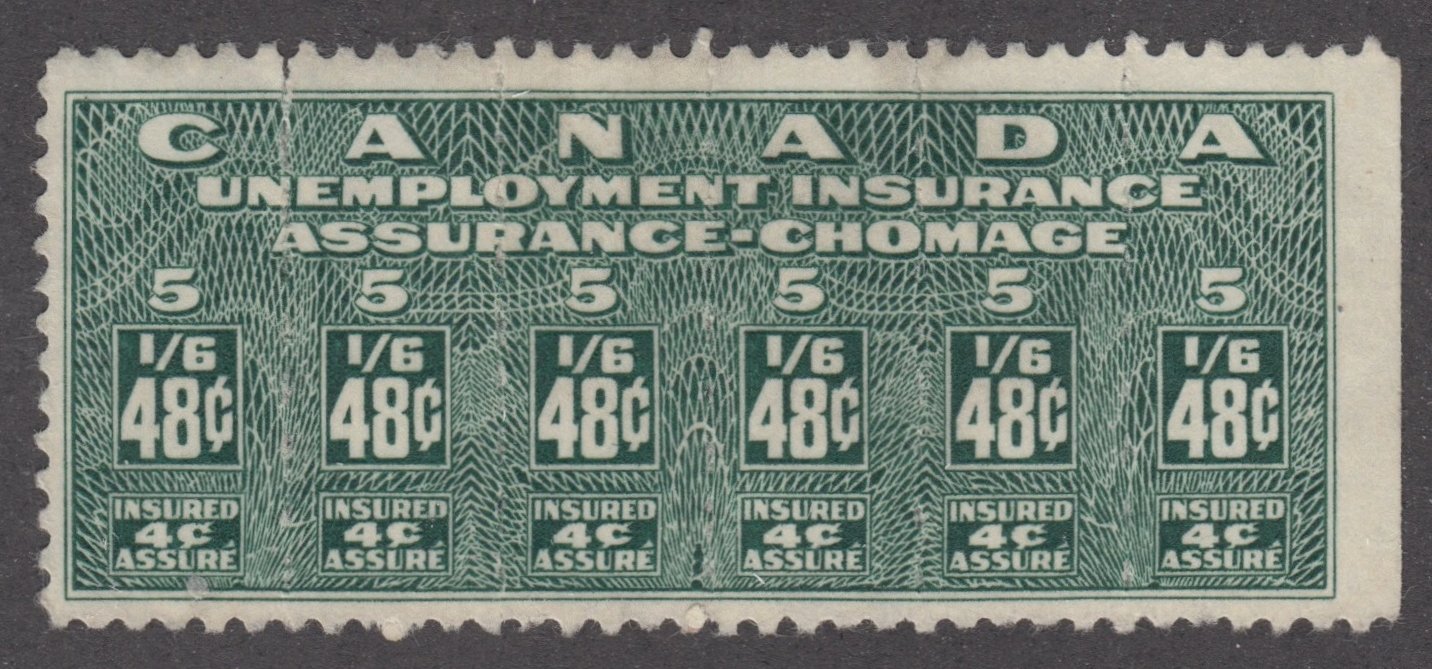 CANADA
UNEMPLOYMENT INSURANCE
ASSURANCE-CHOMAGE
5 5 5 5 5 5
1/6 1/6 1/6 1/6 1/6 1/6
48¢ 48¢ 48¢ 48¢ 48¢ 48¢
INSURED INSURED INSURED INSURED INSURED INSURED
4¢ 4¢ 4¢ 4¢ 4¢ 4¢
ASSURÉ ASSURÉ ASSURÉ ASSURÉ ASSURÉ ASSURÉ